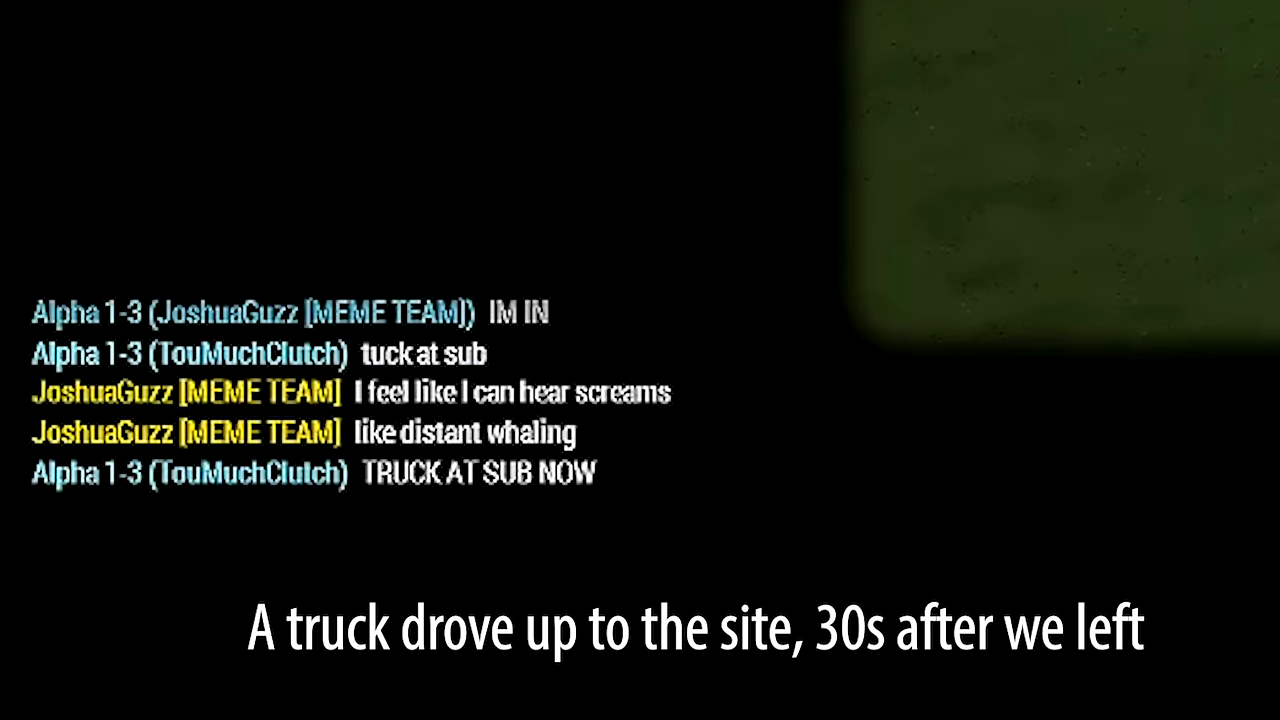 Alpha 1-3 (JoshuaGuzz [MEME TEAM]) IM IN
Alpha 1-3 (TouMuchClutch) tuck at sub
JoshuaGuzz [MEME TEAM] I feel like I can hear screams
JoshuaGuzz [MEME TEAM] like distant whaling
Alpha 1-3 (TouMuchClutch) TRUCK AT SUB NOW
A truck drove up to the site, 30s after we left